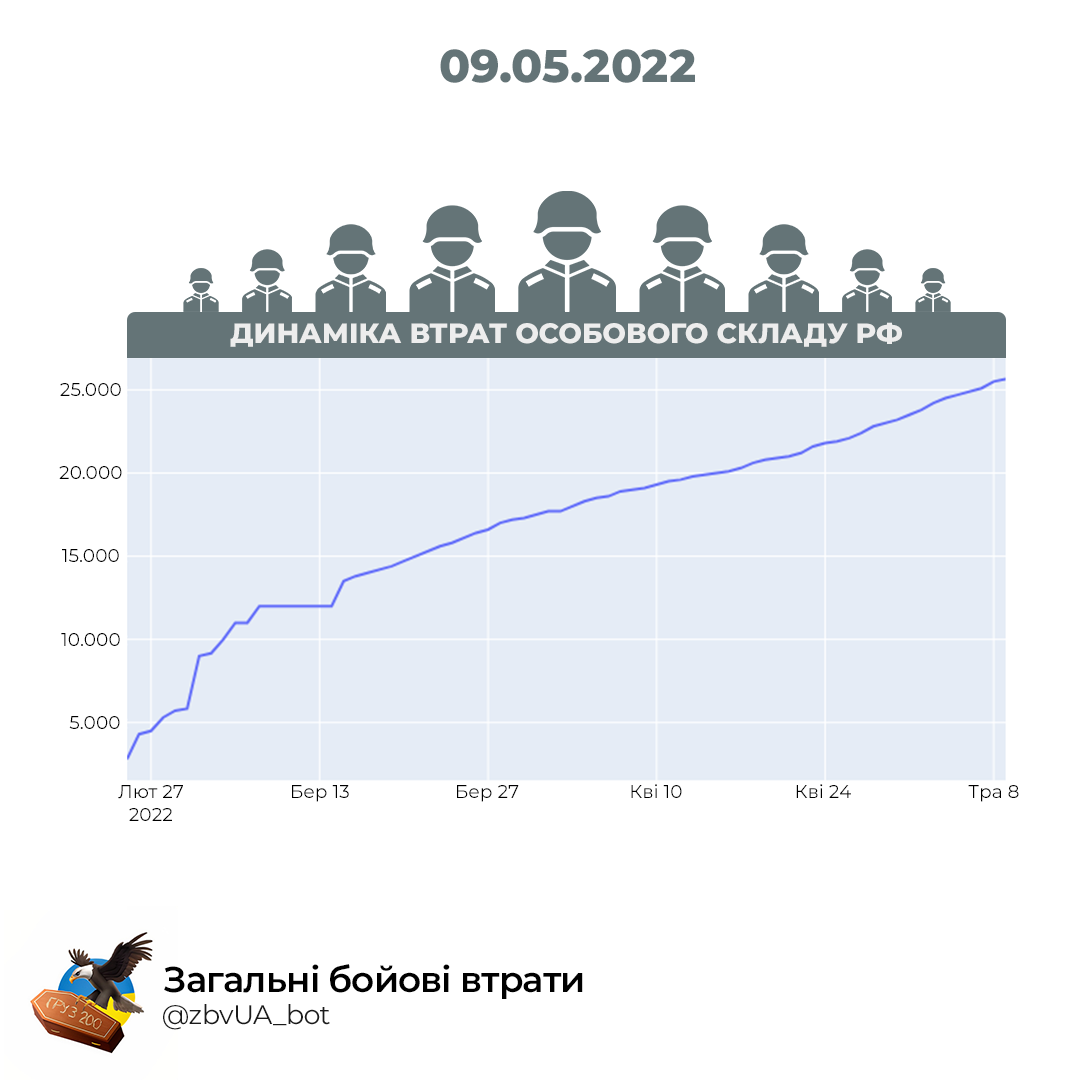 09.05.2022
ДИНАМІКА ВТРАТ ОСОБОВОГО СКЛАДУ РФ
25.000
20.000
15.000
10.000
5.000
Лют 27 Бер 13 Бер 27 Кві 10 Кві 24 Тра 8
2022
ГРУЗ 200
Загальні бойові втрати
@zbvUA_bot